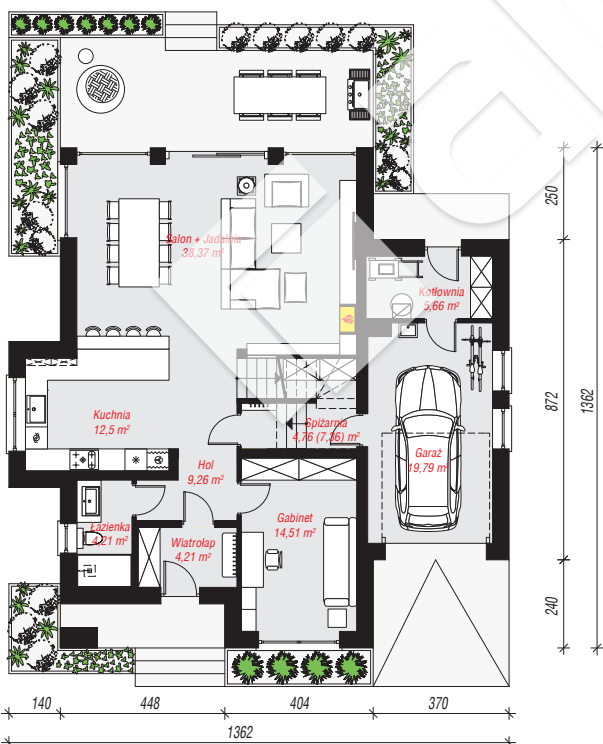 Salon + Jadalnia
38,37 m²
Kotłownia
5,66 m²
Kuchnia
12,5 m²
Spiżarnia
4,76 (7,36) m²
Garaż
19,79 m²
Hol
9,26 m²
Gabinet
14,51 m²
Łazienka
4,21 m²
Wiatrołap
4,21 m²
250
872
240
1362
140
448
404
370
1362